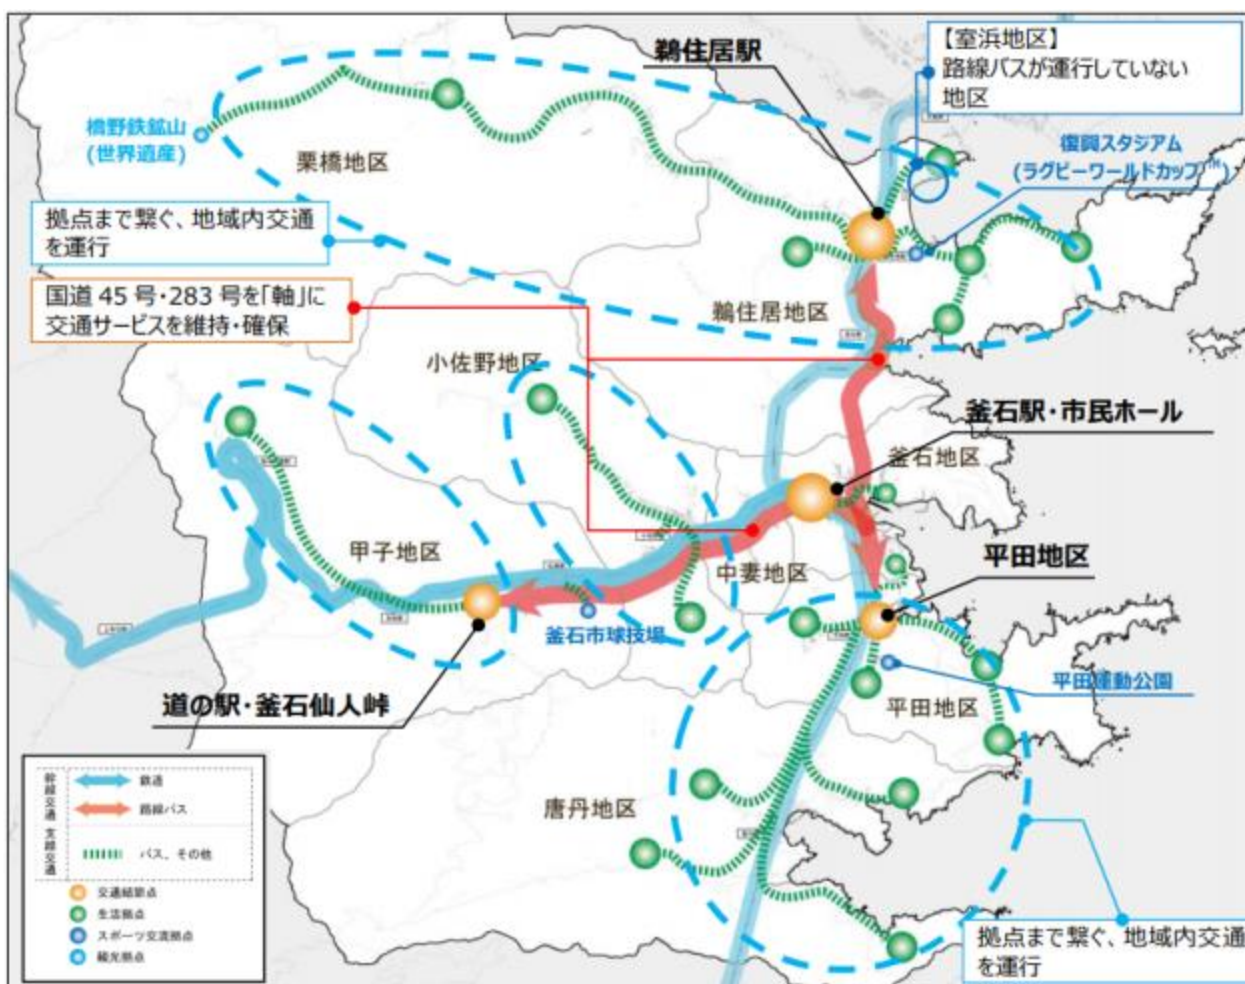 鵜住居駅
【室浜地区】
路線バスが運行していない
地区
橋野鉄鉱山
(世界遺産)
栗橋地区
復興スタジアム
(ラグビーワールドカップ™)
拠点まで繋ぐ、地域内交通
を運行
国道 45 号・283 号を「軸」に
交通サービスを維持・確保
鵜住居地区
小佐野地区
釜石駅・市民ホール
釜石地区
甲子地区
中妻地区
平田地区
釜石市球技場
平田運動公園
道の駅・釜石仙人峠
平田地区
唐丹地区
幹線交通
鉄道
路線バス
支線交通
バス、その他
交通結節点
生活拠点
スポーツ交流拠点
観光拠点
拠点まで繋ぐ、地域内交通
を運行